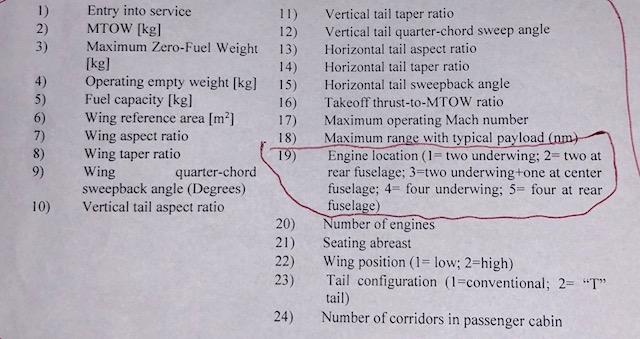 1) Entry into service
2) MTOW [kg]
3) Maximum Zero-Fuel Weight
[kg]
4) Operating empty weight [kg]
5) Fuel capacity [kg]
6) Wing reference area [m²]
7) Wing aspect ratio
8) Wing taper ratio
9) Wing quarter-chord
sweepback angle (Degrees)
10) Vertical tail aspect ratio
11) Vertical tail taper ratio
12) Vertical tail quarter-chord sweep angle
13) Horizontal tail aspect ratio
14) Horizontal tail taper ratio
15) Horizontal tail sweepback angle
16) Takeoff thrust-to-MTOW ratio
17) Maximum operating Mach number
18) Maximum range with typical payload (nm)
19) Engine location (1= two underwing; 2= two at
rear fuselage; 3=two underwing+one at center
fuselage; 4= four underwing; 5= four at rear
fuselage)
20) Number of engines
21) Seating abreast
22) Wing position (1= low; 2=high)
23) Tail configuration (1=conventional; 2= “T”
tail)
24) Number of corridors in passenger cabin